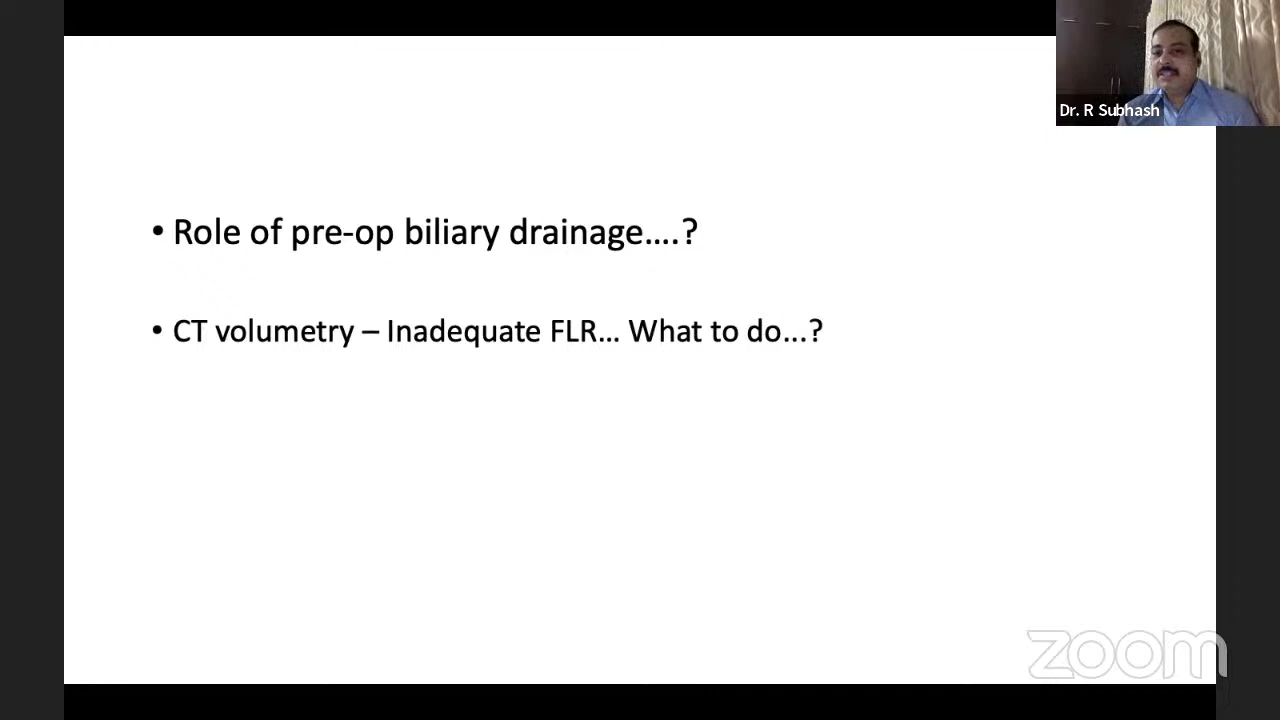 Dr. R Subhash
• Role of pre-op biliary drainage....?
• CT volumetry – Inadequate FLR... What to do...?
zoom